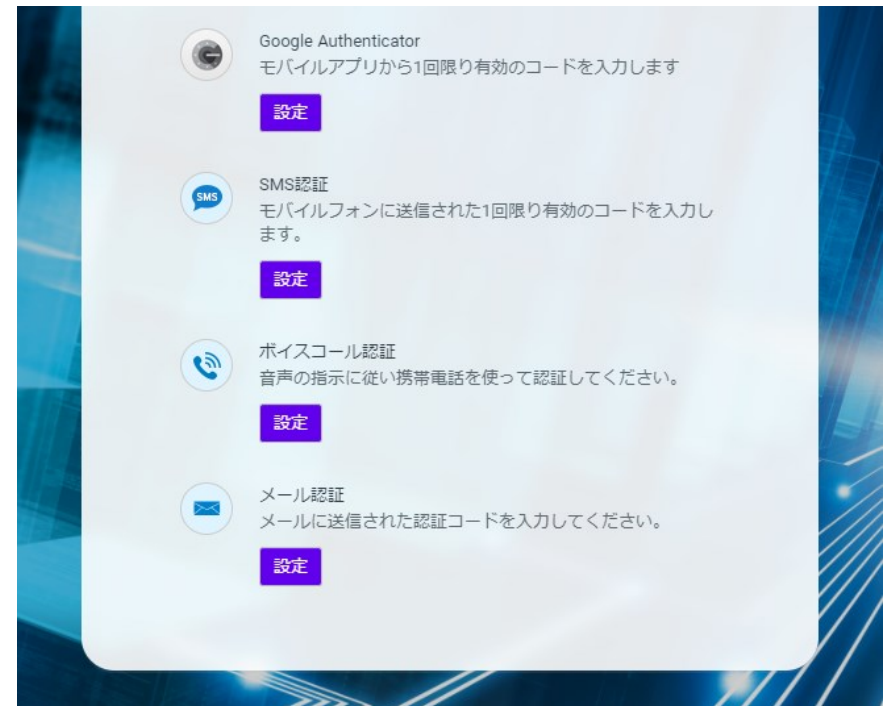 Google Authenticator
モバイルアプリから1回限り有効のコードを入力します
設定
SMS
SMS認証
モバイルフォンに送信された1回限り有効のコードを入力し
ます。
設定
ボイスコール認証
音声の指示に従い携帯電話を使って認証してください。
設定
メール認証
メールに送信された認証コードを入力してください。
設定